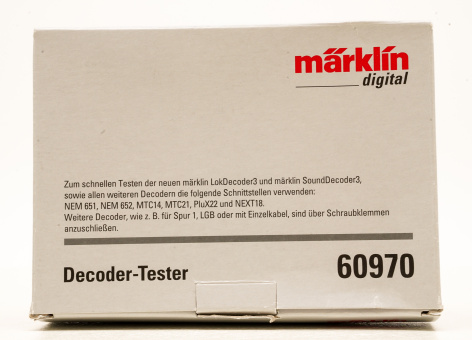 märklin
digital
Zum schnellen Testen der neuen märklin LokDecoder3 und märklin SoundDecoder3,
sowie allen weiteren Decodern die folgende Schnittstellen verwenden:
NEM 651, NEM 652, MTC14, MTC21, PluX22 und NEXT18.
Weitere Decoder, wie z. B. für Spur 1, LGB oder mit Einzelkabel, sind über Schraubklemmen
anzuschließen.
Decoder-Tester 60970